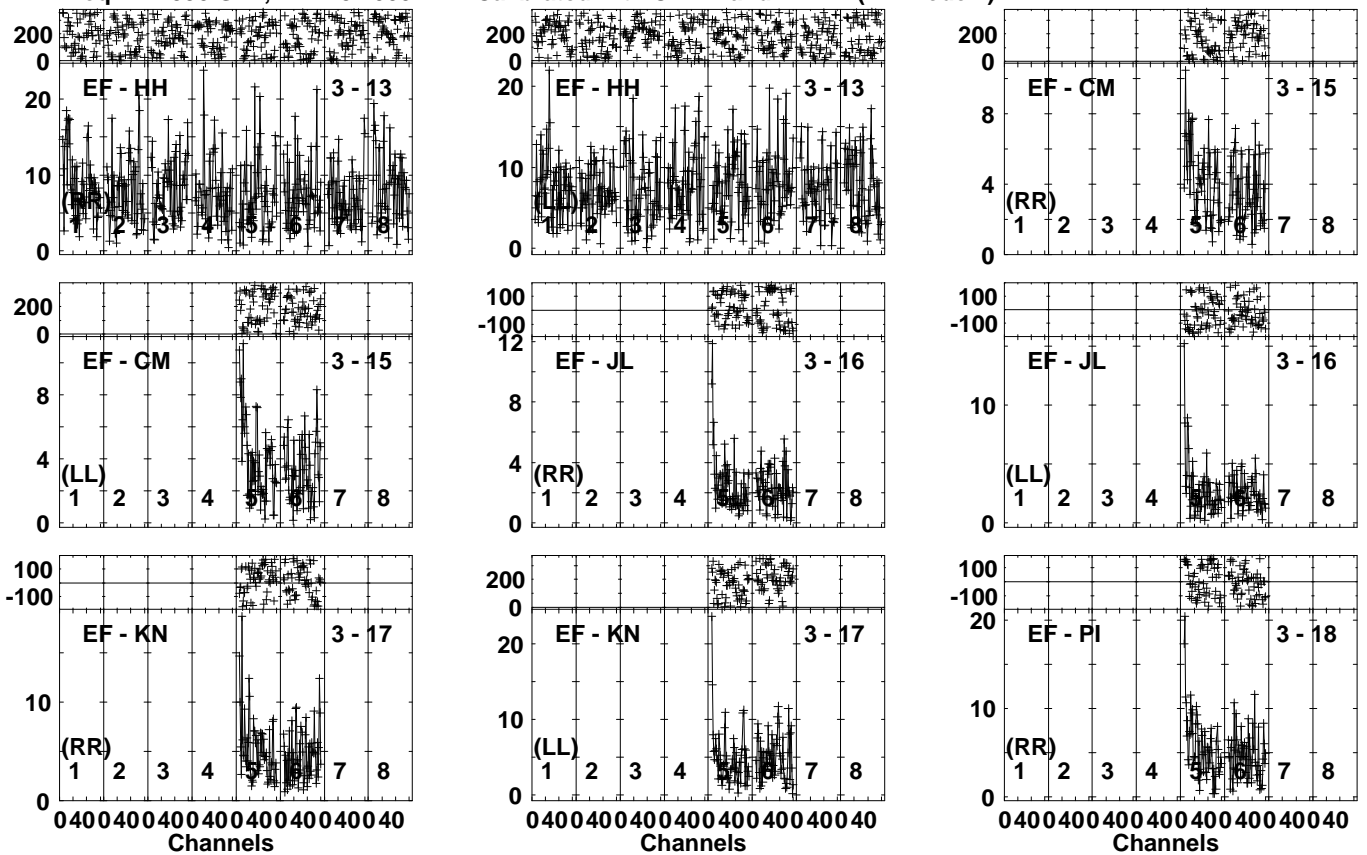 200
0
EF - HH 3 - 13
20
10
0
(RR)
1 2 3 4 5 6 7 8
200
0
EF - HH 3 - 13
20
10
0
(LL)
1 2 3 4 5 6 7 8
200
0
EF - CM 3 - 15
8
4
0
(RR)
1 2 3 4 5 6 7 8
200
0
EF - CM 3 - 15
8
4
0
(LL)
1 2 3 4 5 6 7 8
100
-100
EF - JL 3 - 16
12
8
4
0
(RR)
1 2 3 4 5 6 7 8
100
-100
EF - JL 3 - 16
10
0
(LL)
1 2 3 4 5 6 7 8
100
-100
EF - KN 3 - 17
10
0
(RR)
1 2 3 4 5 6 7 8
0 40 0 40 0 40 0 40 0 40 0 40 0 40 0 40
Channels
200
0
EF - KN 3 - 17
20
10
0
(LL)
1 2 3 4 5 6 7 8
0 40 0 40 0 40 0 40 0 40 0 40 0 40 0 40
Channels
100
-100
EF - PI 3 - 18
20
10
0
(RR)
1 2 3 4 5 6 7 8
0 40 0 40 0 40 0 40 0 40 0 40 0 40 0 40
Channels